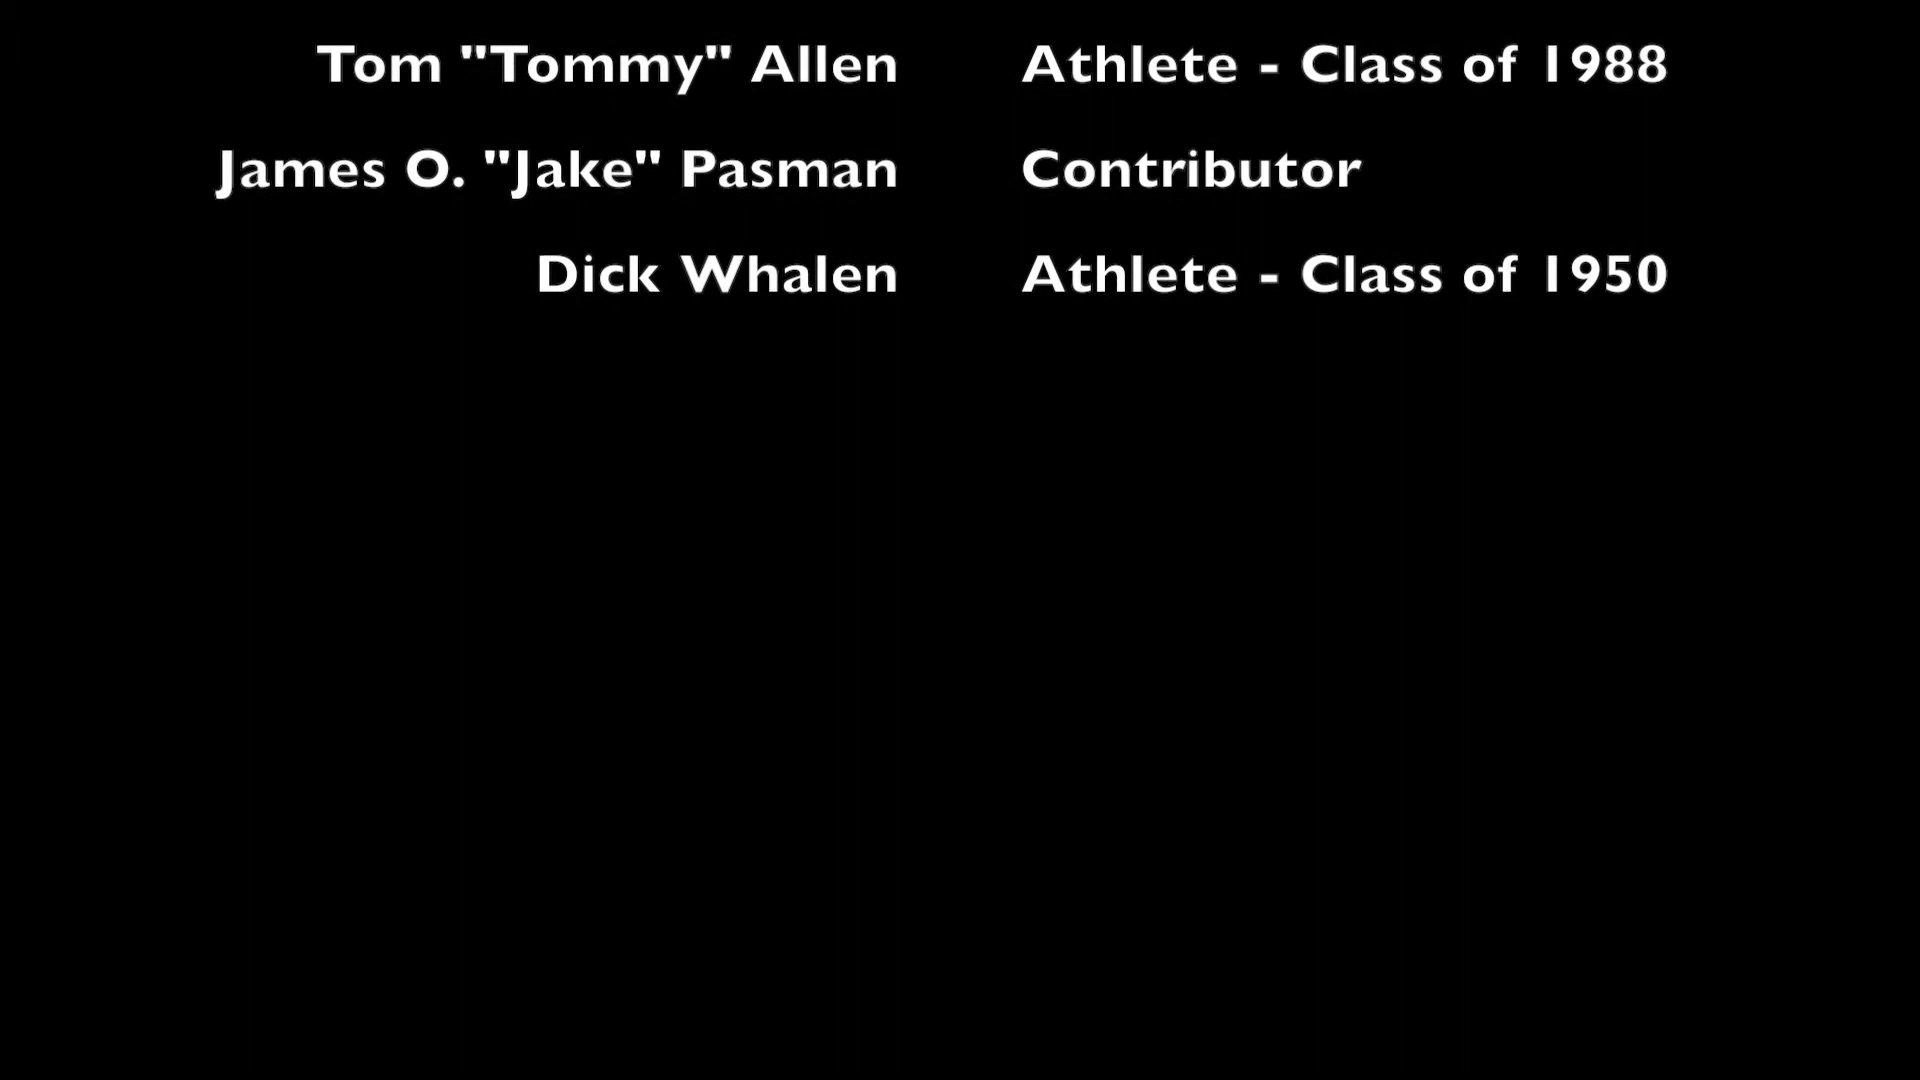 Tom "Tommy" Allen Athlete - Class of 1988
James O. "Jake" Pasman Contributor
Dick Whalen Athlete - Class of 1950